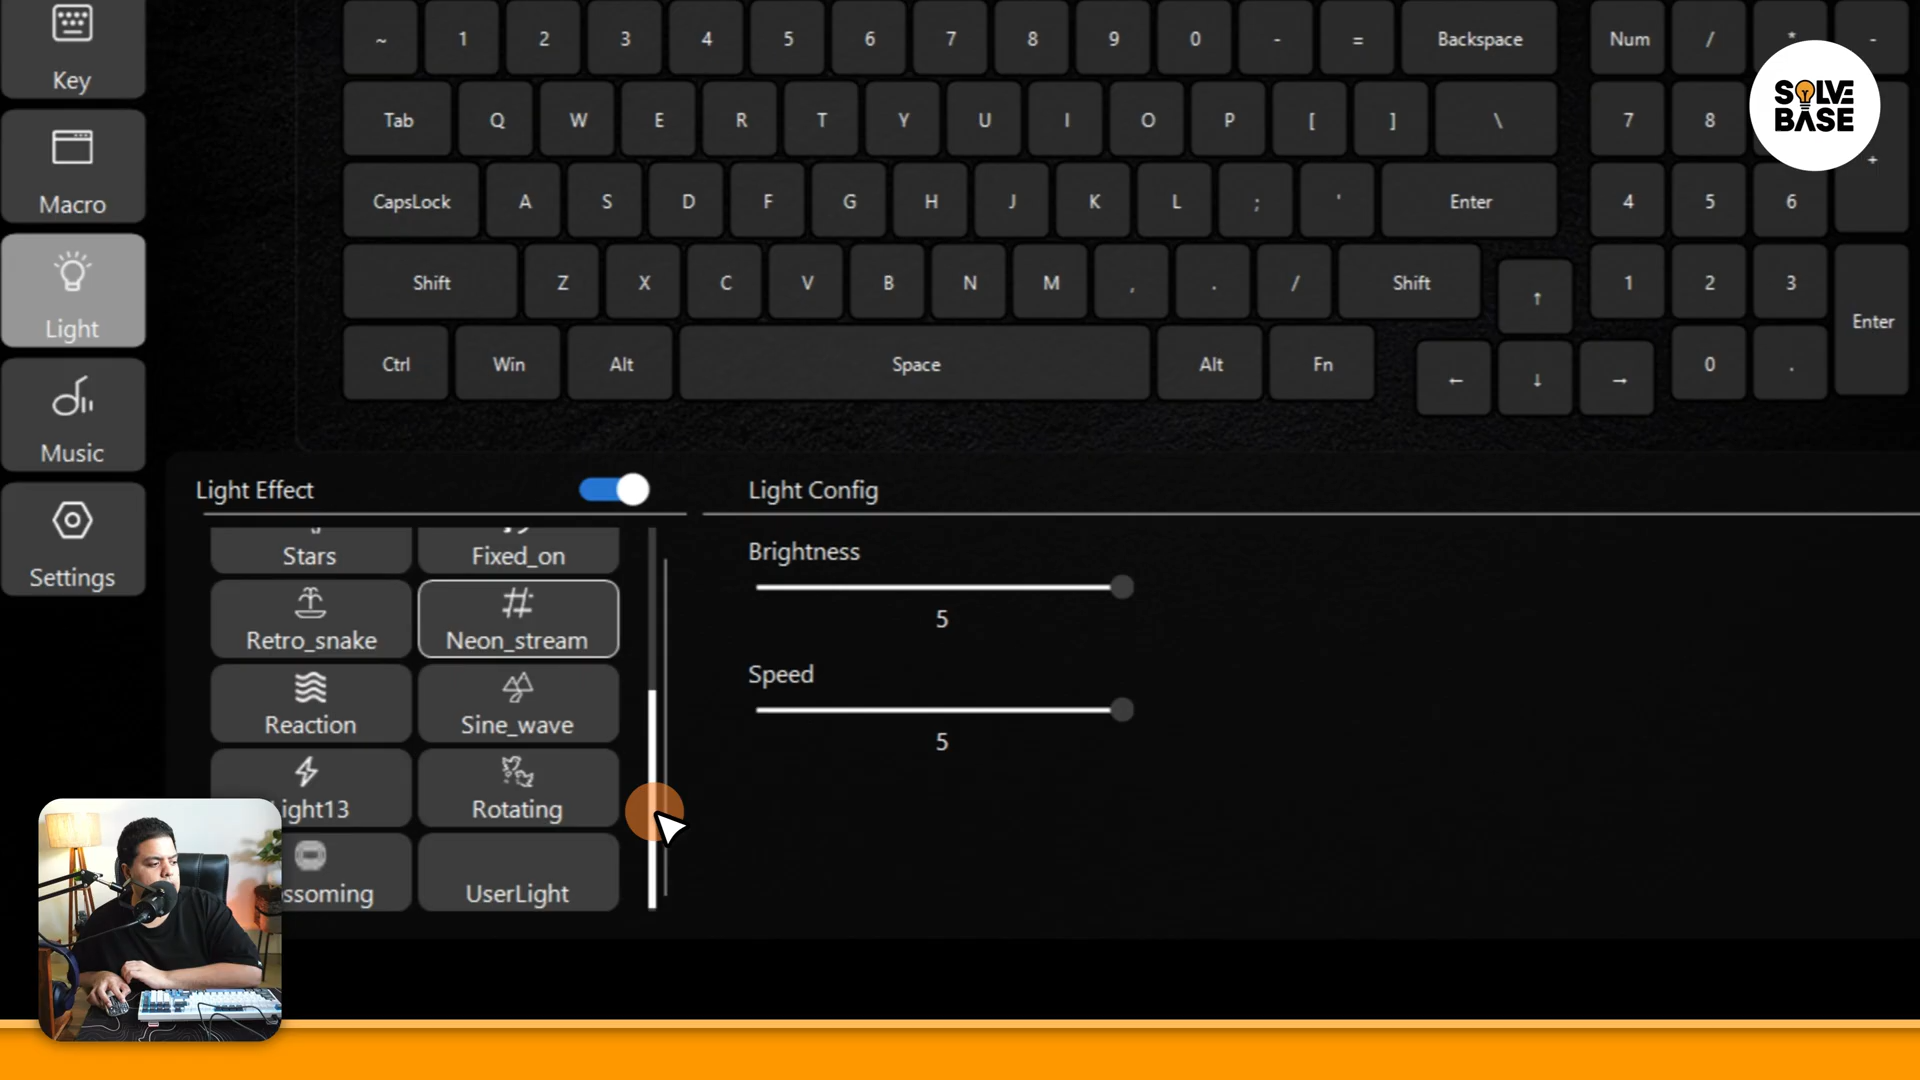 Key
Macro
Light
Music
Settings
~ 1 2 3 4 5 6 7 8 9 0 - = Backspace Num / * -
Tab Q W E R T Y U I O P [ ] \ 7 8
CapsLock A S D F G H J K L ; ' Enter 4 5 6 +
Shift Z X C V B N M , . / Shift ↑ 1 2 3
Ctrl Win Alt Space Alt Fn ← ↓ → 0 . Enter
SOLVE
BASE
Light Effect
Stars Fixed_on
Retro_snake Neon_stream
Reaction Sine_wave
ight13 Rotating
ssoming UserLight
Light Config
Brightness
5
Speed
5